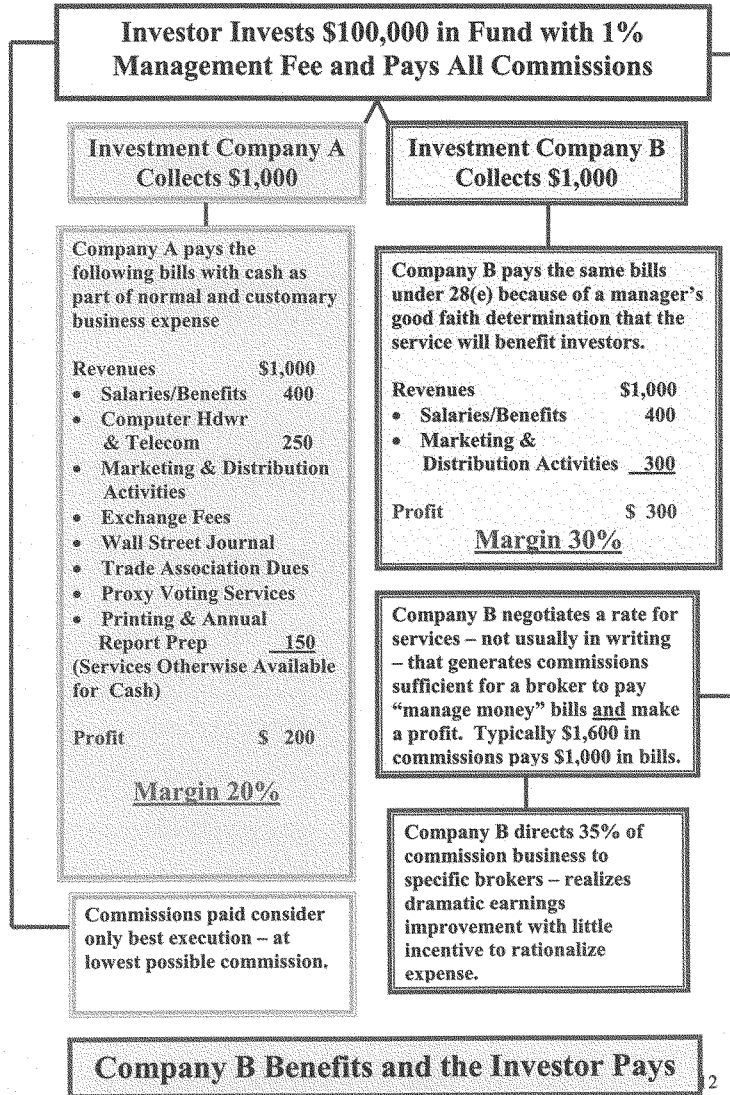 Investor Invests $100,000 in Fund with 1%
Management Fee and Pays All Commissions
Investment Company A
Collects $1,000
Company A pays the
following bills with cash as
part of normal and customary
business expense
Revenues $1,000
• Salaries/Benefits 400
• Computer Hdwr
& Telecom 250
• Marketing & Distribution
Activities
• Exchange Fees
• Wall Street Journal
• Trade Association Dues
• Proxy Voting Services
• Printing & Annual
Report Prep 150
(Services Otherwise Available
for Cash)
Profit $ 200
Margin 20%
Commissions paid consider
only best execution – at
lowest possible commission.
Investment Company B
Collects $1,000
Company B pays the same bills
under 28(e) because of a manager's
good faith determination that the
service will benefit investors.
Revenues $1,000
• Salaries/Benefits 400
• Marketing &
Distribution Activities 300
Profit $ 300
Margin 30%
Company B negotiates a rate for
services – not usually in writing
– that generates commissions
sufficient for a broker to pay
"manage money" bills and make
a profit. Typically $1,600 in
commissions pays $1,000 in bills.
Company B directs 35% of
commission business to
specific brokers – realizes
dramatic earnings
improvement with little
incentive to rationalize
expense.
Company B Benefits and the Investor Pays
12